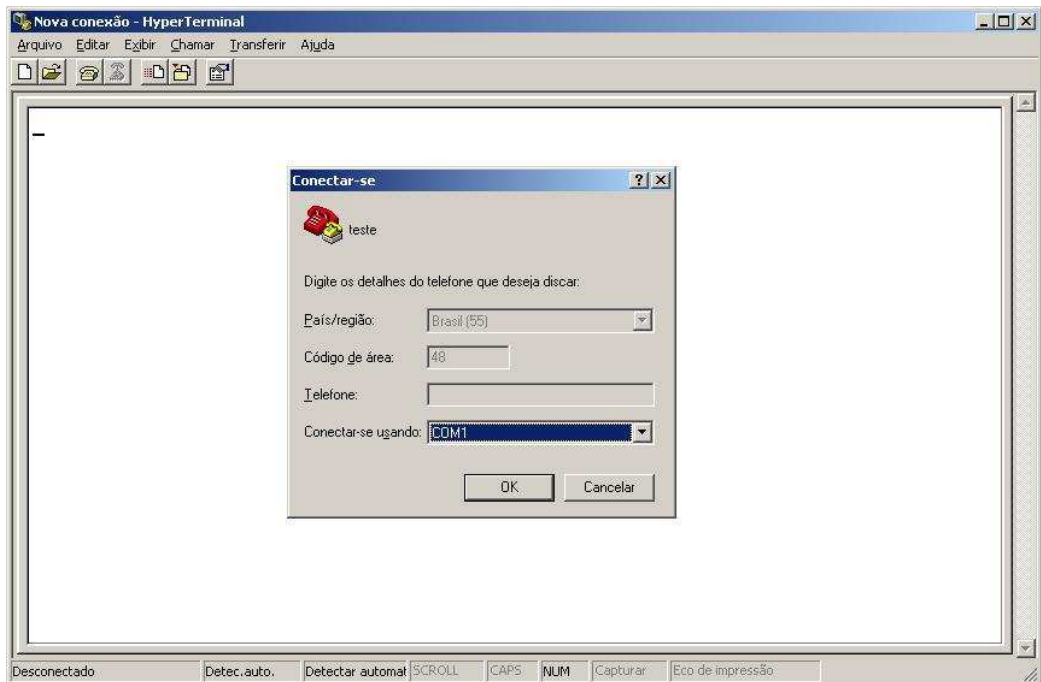 Nova conexão - HyperTerminal
Arquivo Editar Exibir Chamar Transferir Ajuda
Conectar-se
teste
Digite os detalhes do telefone que deseja discar:
País/região: Brasil (55)
Código de área: 48
Telefone:
Conectar-se usando: COM1
OK Cancelar
Desconectado Detec.auto. Detectar automat SCROLL CAPS NUM Capturar Eco de impressão